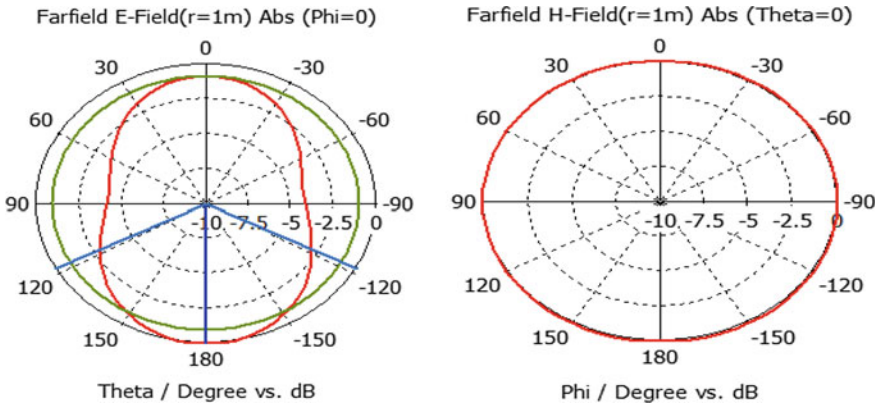 Farfield E-Field(r=1m) Abs (Phi=0)
0
30 -30
60 -60
90 -90
-10 -7.5 -5 -2.5 0
120 -120
150 -150
180
Theta / Degree vs. dB
Farfield H-Field(r=1m) Abs (Theta=0)
0
30 -30
60 -60
90 -90
-10 -7.5 -5 -2.5 0
120 -120
150 -150
180
Phi / Degree vs. dB